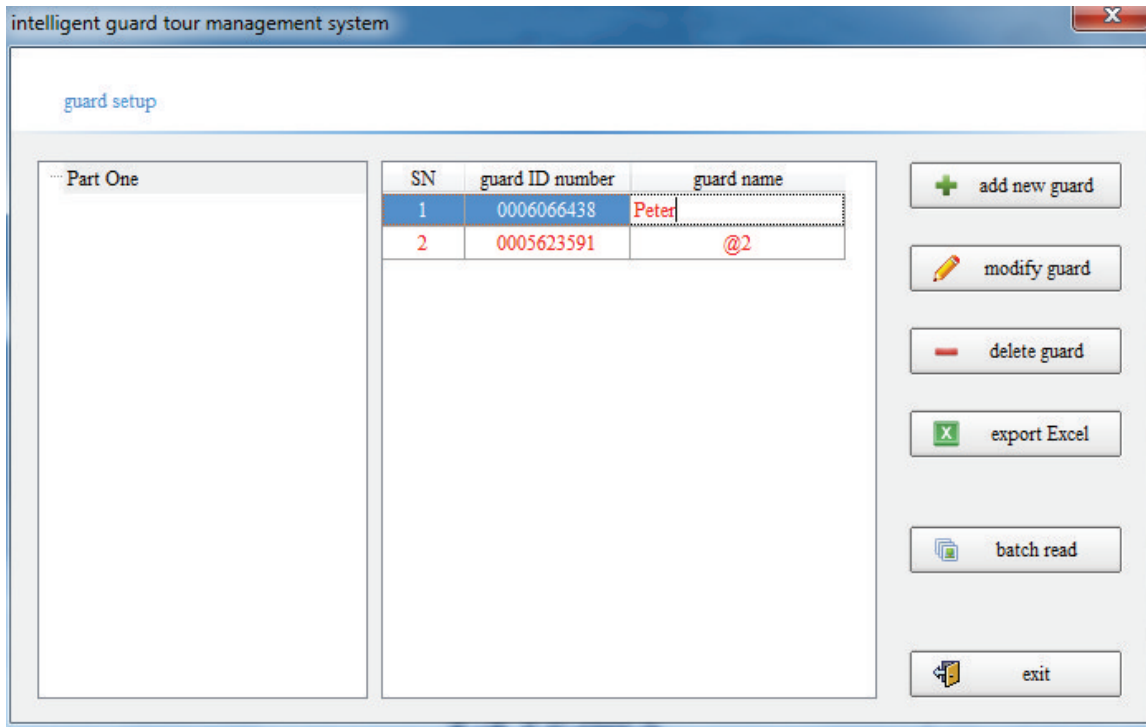 intelligent guard tour management system
guard setup
Part One
SN guard ID number guard name
1 0006066438 Peter
2 0005623591 @2
add new guard
modify guard
delete guard
export Excel
batch read
exit